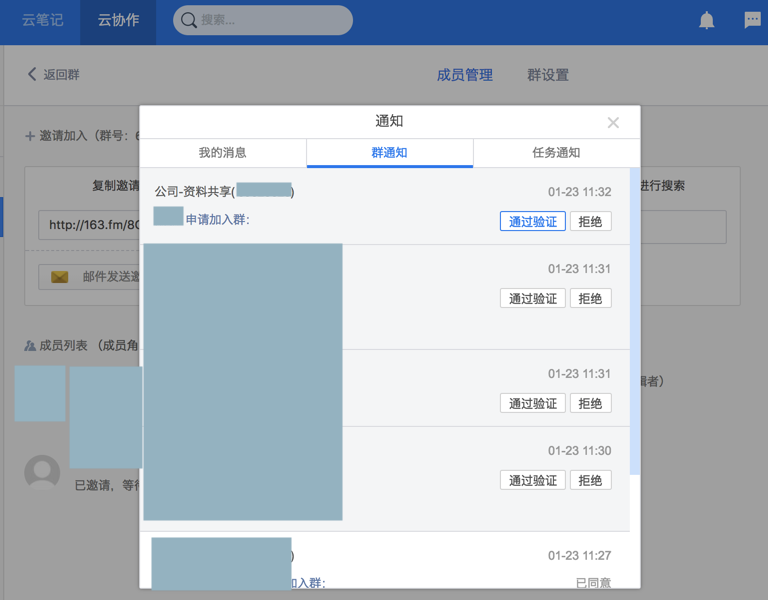 云笔记
云协作
搜索...
返回群
成员管理
群设置
通知
邀请加入（群号：6
我的消息
群通知
任务通知
复制邀请
进行搜索
公司-资料共享( )
01-23 11:32
申请加入群：
通过验证
拒绝
http://163.fm/8
01-23 11:31
邮件发送邀
通过验证
拒绝
成员列表 （成员角
01-23 11:31
辑者）
通过验证
拒绝
01-23 11:30
通过验证
拒绝
已邀请，等待
)
01-23 11:27
加入群：
已同意